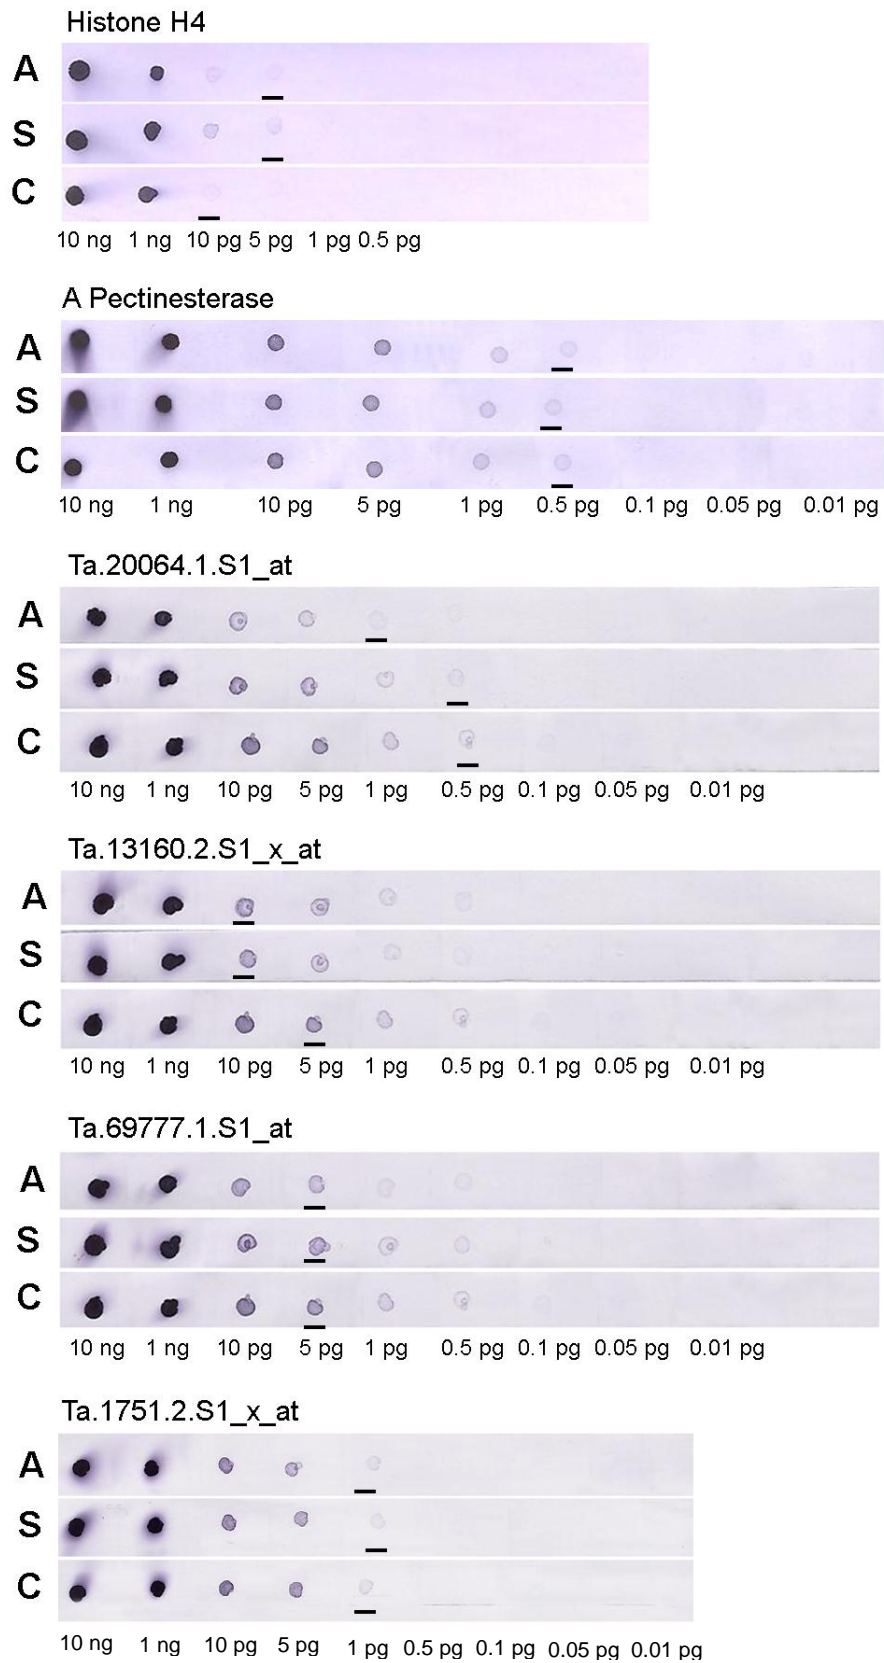 Histone H4
A
S
C
10 ng 1 ng 10 pg 5 pg 1 pg 0.5 pg
A Pectinesterase
A
S
C
10 ng 1 ng 10 pg 5 pg 1 pg 0.5 pg 0.1 pg 0.05 pg 0.01 pg
Ta.20064.1.S1_at
A
S
C
10 ng 1 ng 10 pg 5 pg 1 pg 0.5 pg 0.1 pg 0.05 pg 0.01 pg
Ta.13160.2.S1_x_at
A
S
C
10 ng 1 ng 10 pg 5 pg 1 pg 0.5 pg 0.1 pg 0.05 pg 0.01 pg
Ta.69777.1.S1_at
A
S
C
10 ng 1 ng 10 pg 5 pg 1 pg 0.5 pg 0.1 pg 0.05 pg 0.01 pg
Ta.1751.2.S1_x_at
A
S
C
10 ng 1 ng 10 pg 5 pg 1 pg 0.5 pg 0.1 pg 0.05 pg 0.01 pg